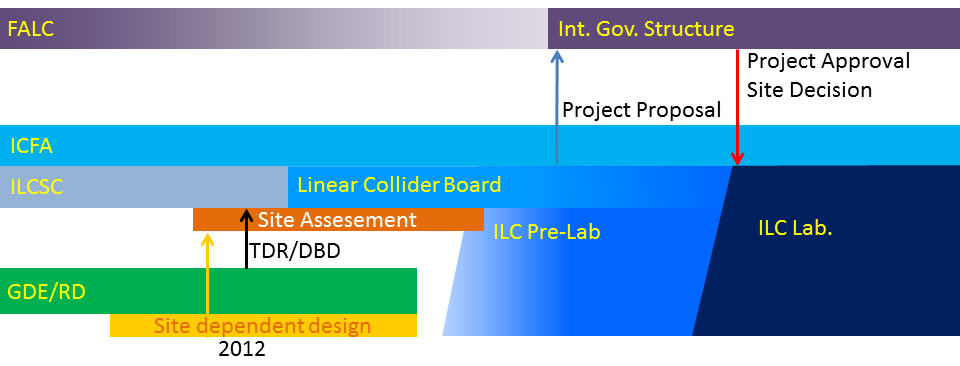 FALC
Int. Gov. Structure
Project Approval
Site Decision
Project Proposal
ICFA
ILCSC
Linear Collider Board
Site Assesement
ILC Pre-Lab
ILC Lab.
TDR/DBD
GDE/RD
Site dependent design
2012